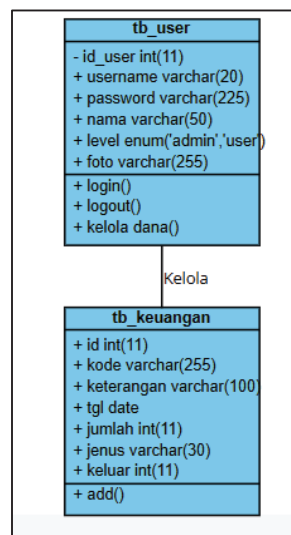 tb_user
- id_user int(11)
+ username varchar(20)
+ password varchar(225)
+ nama varchar(50)
+ level enum('admin','user')
+ foto varchar(255)
+ login()
+ logout()
+ kelola dana()
Kelola
tb_keuangan
+ id int(11)
+ kode varchar(255)
+ keterangan varchar(100)
+ tgl date
+ jumlah int(11)
+ jenus varchar(30)
+ keluar int(11)
+ add()